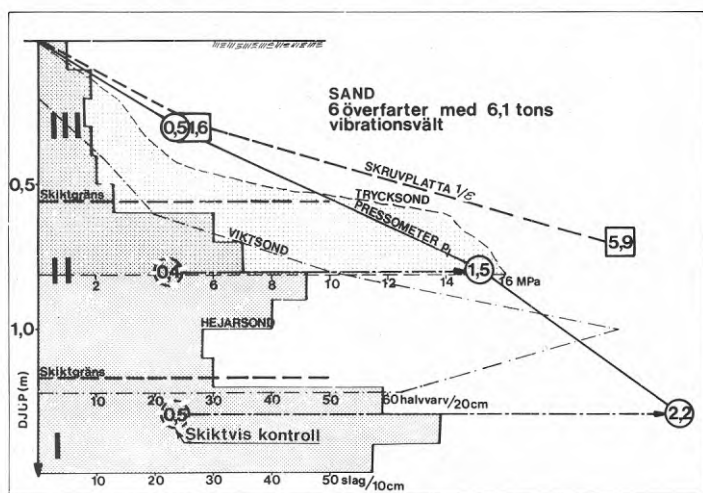 SAND
6 överfarter med 6,1 tons
vibrationsvält
0,5
1,6
III
SKRUVPLATTA 1/ε
0,5
Skiktgräns
TRYCKSOND
PRESSOMETER p₁
VIKTSOND
5,9
II
0,4
1,5
2 4 6 8 10 12 14 16 MPa
HEJARSOND
1,0
Skiktgräns
10 20 30 40 50 60 halvvarv/20cm
0,5
2,2
Skiktvis kontroll
I
DJUP (m)
10 20 30 40 50 slag/10cm